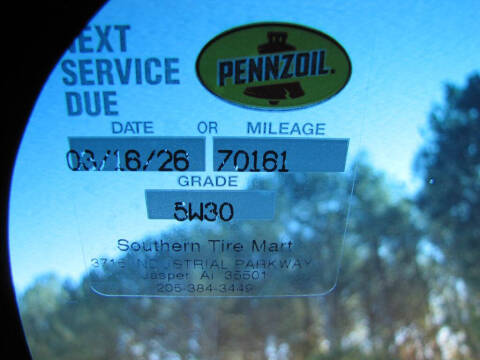 NEXT
SERVICE
DUE
PENNZOIL.
DATE OR MILEAGE
03/16/26 70161
GRADE
5W30
Southern Tire Mart
3716 INDUSTRIAL PARKWAY
Jasper Al 35501
205-384-3449